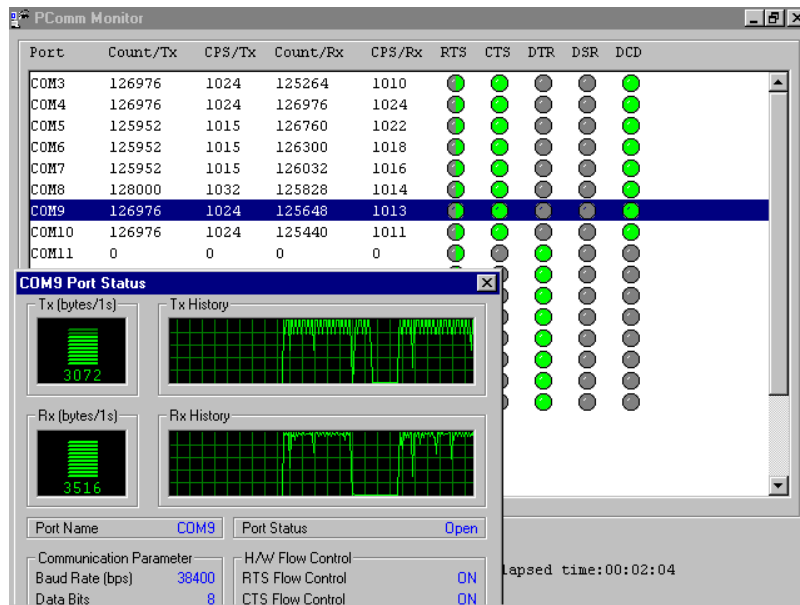 PComm Monitor
Port Count/Tx CPS/Tx Count/Rx CPS/Rx RTS CTS DTR DSR DCD
COM3 126976 1024 125264 1010
COM4 126976 1024 126976 1024
COM5 125952 1015 126760 1022
COM6 125952 1015 126300 1018
COM7 125952 1015 126032 1016
COM8 128000 1032 125828 1014
COM9 126976 1024 125648 1013
COM10 126976 1024 125440 1011
COM11 0 0 0 0
COM9 Port Status
Tx (bytes/1s) Tx History
3072
Rx (bytes/1s) Rx History
3516
Port Name COM9 Port Status Open
Communication Parameter H/W Flow Control
Baud Rate (bps) 38400 RTS Flow Control ON
Data Bits 8 CTS Flow Control ON
lapsed time:00:02:04